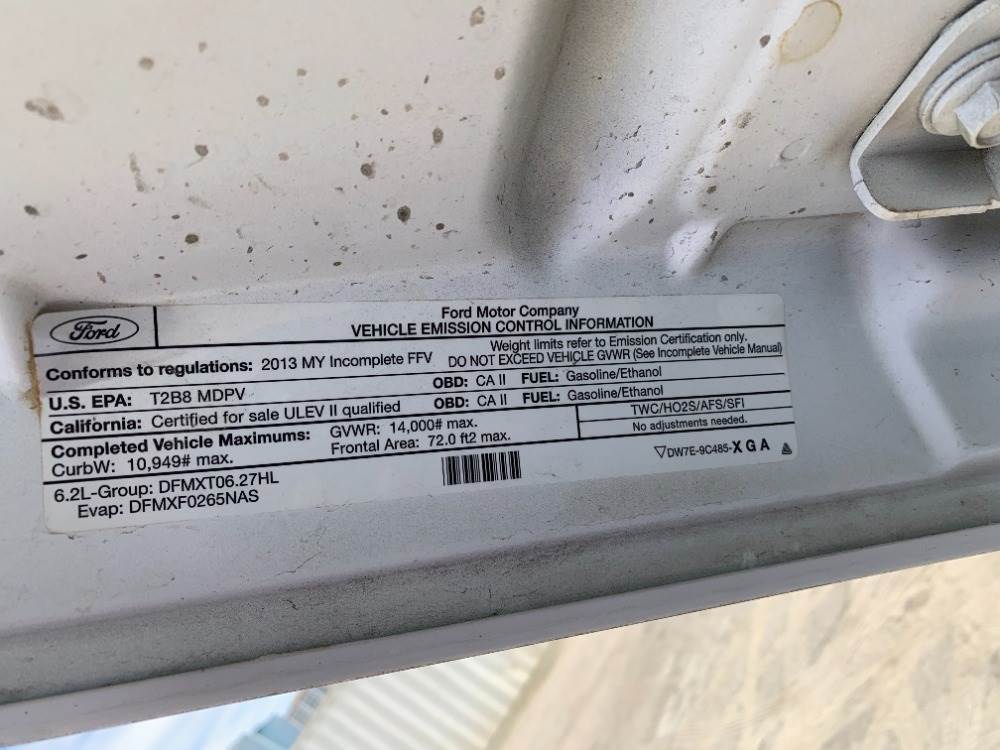 Ford
Ford Motor Company
VEHICLE EMISSION CONTROL INFORMATION
Conforms to regulations: 2013 MY Incomplete FFV
Weight limits refer to Emission Certification only.
DO NOT EXCEED VEHICLE GVWR (See Incomplete Vehicle Manual)
U.S. EPA: T2B8 MDPV OBD: CA II FUEL: Gasoline/Ethanol
California: Certified for sale ULEV II qualified OBD: CA II FUEL: Gasoline/Ethanol
Completed Vehicle Maximums: GVWR: 14,000# max.
CurbW: 10,949# max. Frontal Area: 72.0 ft2 max.
TWC/HO2S/AFS/SFI
No adjustments needed.
6.2L-Group: DFMXT06.27HL
Evap: DFMXF0265NAS
DW7E-9C485-XGA